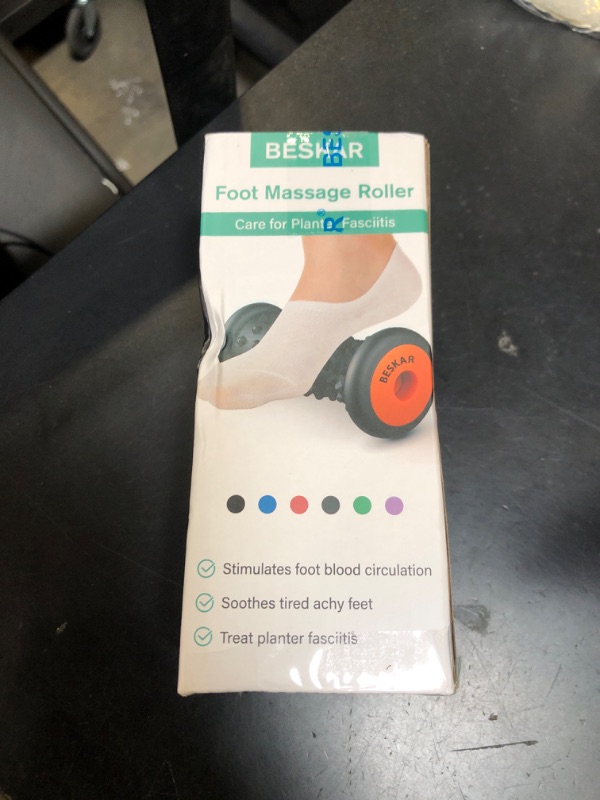 BESKAR
Foot Massage Roller
Care for Plantar Fasciitis
BESKAR
Stimulates foot blood circulation
Soothes tired achy feet
Treat planter fasciitis